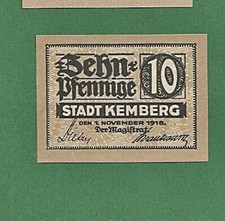 Zehn
Pfennige 10
STADT KEMBERG
DEN 1. NOVEMBER 1918.
Der Magistrat